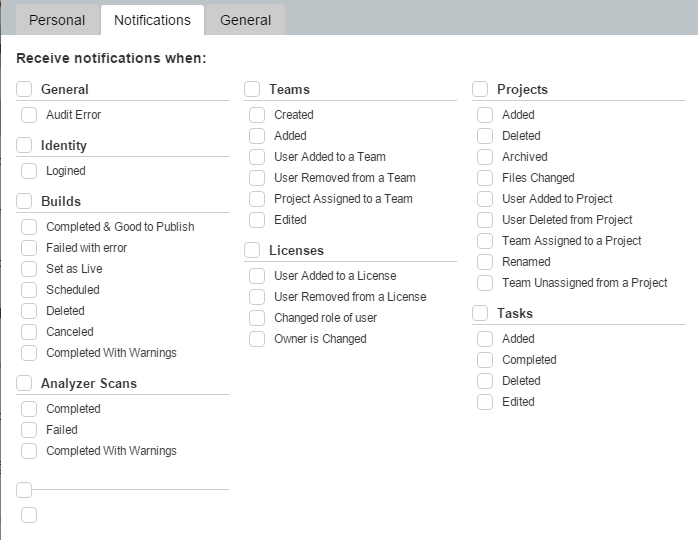 Personal
Notifications
General
Receive notifications when:
General
Audit Error
Identity
Logined
Builds
Completed & Good to Publish
Failed with error
Set as Live
Scheduled
Deleted
Canceled
Completed With Warnings
Analyzer Scans
Completed
Failed
Completed With Warnings
Teams
Created
Added
User Added to a Team
User Removed from a Team
Project Assigned to a Team
Edited
Licenses
User Added to a License
User Removed from a License
Changed role of user
Owner is Changed
Projects
Added
Deleted
Archived
Files Changed
User Added to Project
User Deleted from Project
Team Assigned to a Project
Renamed
Team Unassigned from a Project
Tasks
Added
Completed
Deleted
Edited